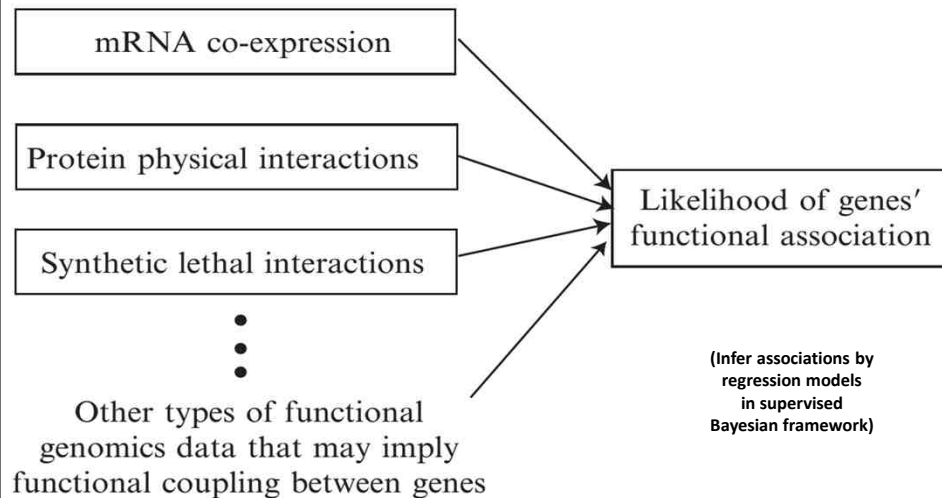 mRNA co-expression
Protein physical interactions
Synthetic lethal interactions
Other types of functional
genomics data that may imply
functional coupling between genes
Likelihood of genes′
functional association
(Infer associations by
regression models
in supervised
Bayesian framework)